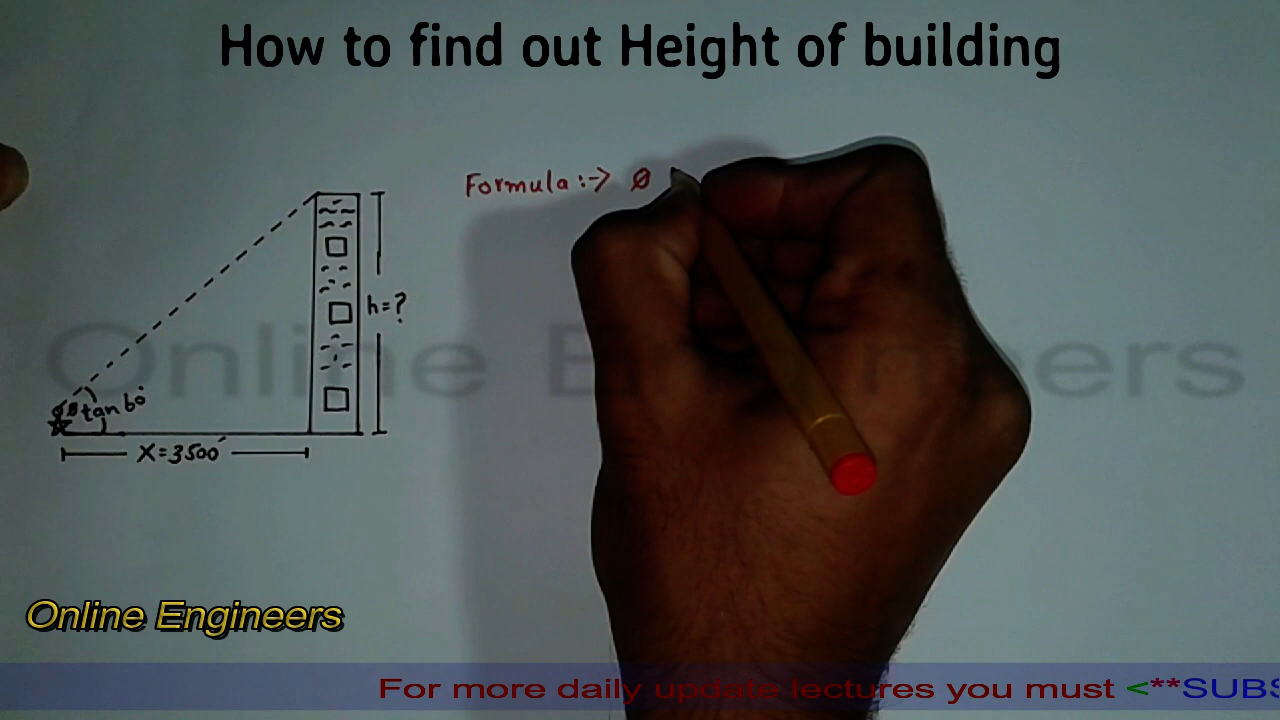 How to find out Height of building
Formula :-> Ø
h=?
Ø tan 60°
X=3500'
Online Engineers
For more daily update lectures you must <**SUBS